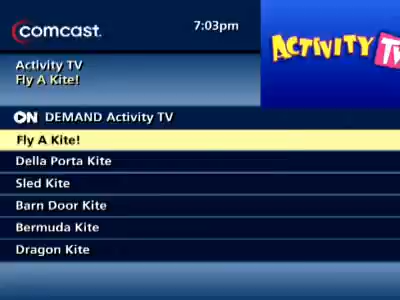 comcast.
7:03pm
ACTIVITY TV
Activity TV
Fly A Kite!
ON DEMAND Activity TV
Fly A Kite!
Della Porta Kite
Sled Kite
Barn Door Kite
Bermuda Kite
Dragon Kite